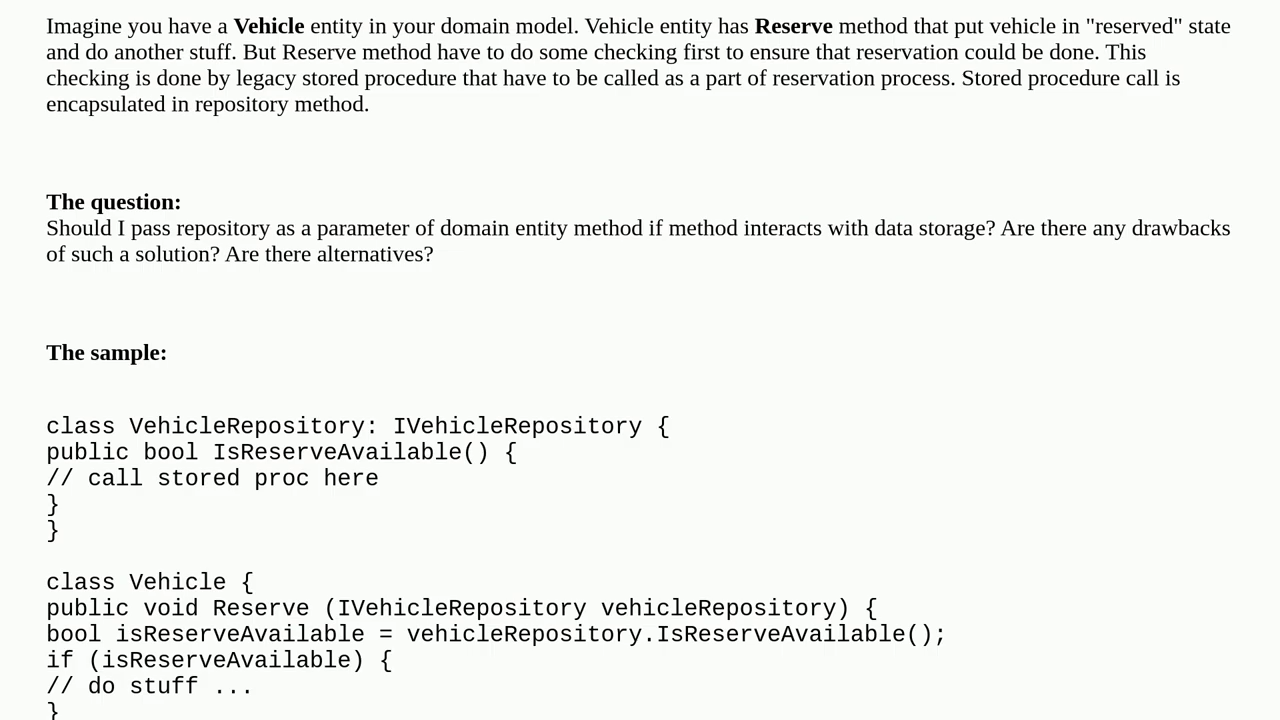 Imagine you have a Vehicle entity in your domain model. Vehicle entity has Reserve method that put vehicle in "reserved" state
and do another stuff. But Reserve method have to do some checking first to ensure that reservation could be done. This
checking is done by legacy stored procedure that have to be called as a part of reservation process. Stored procedure call is
encapsulated in repository method.
The question:
Should I pass repository as a parameter of domain entity method if method interacts with data storage? Are there any drawbacks
of such a solution? Are there alternatives?
The sample:
class VehicleRepository: IVehicleRepository {
public bool IsReserveAvailable() {
// call stored proc here
}
}
class Vehicle {
public void Reserve (IVehicleRepository vehicleRepository) {
bool isReserveAvailable = vehicleRepository.IsReserveAvailable();
if (isReserveAvailable) {
// do stuff ...
}